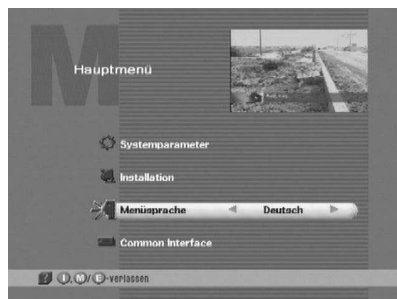 M
Hauptmenü
Systemparameter
Installation
Menüsprache Deutsch
Common Interface
I, M/ E-verlassen